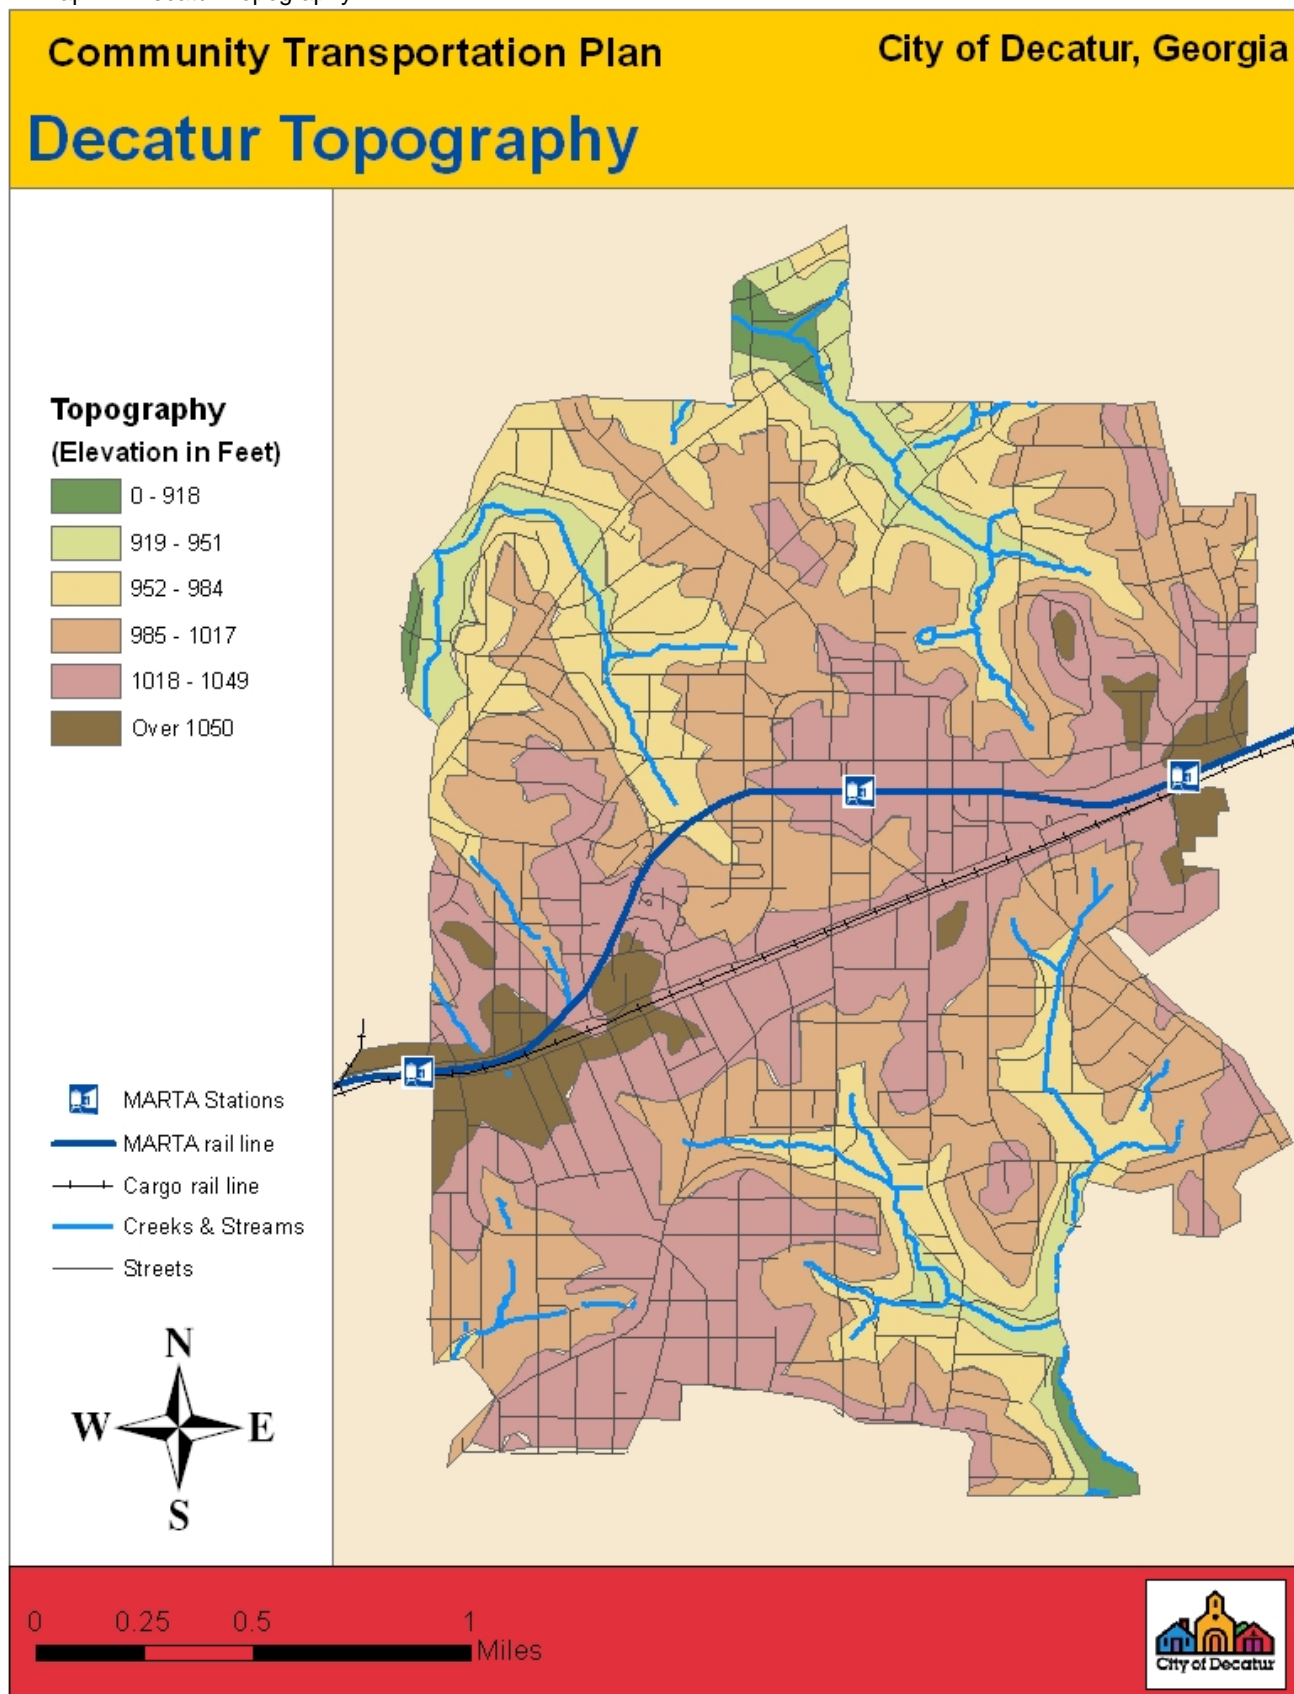 Community Transportation Plan
City of Decatur, Georgia
Decatur Topography
Topography
(Elevation in Feet)
0 - 918
919 - 951
952 - 984
985 - 1017
1018 - 1049
Over 1050
MARTA Stations
MARTA rail line
Cargo rail line
Creeks & Streams
Streets
N
W E
S
0 0.25 0.5 1
Miles
City of Decatur